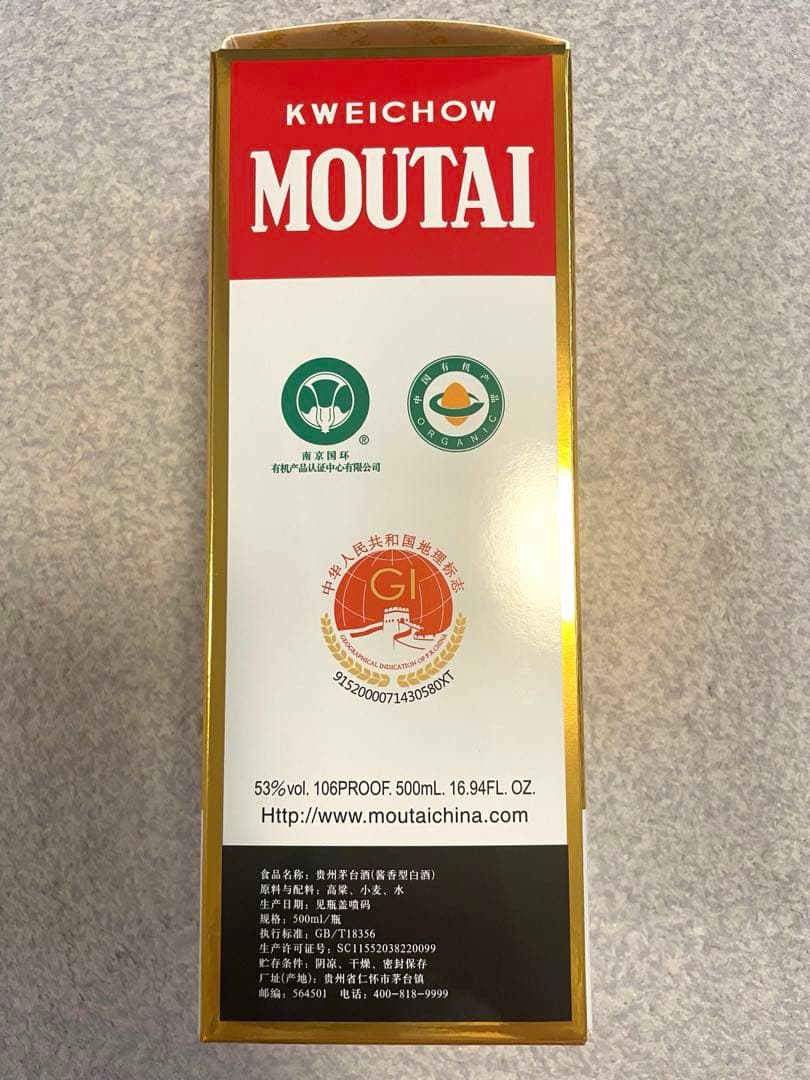 KWEICHOW
MOUTAI
®
南京国环
有机产品认证中心有限公司
中国有机产品
ORGANIC
中华人民共和国地理标志
GI
GEOGRAPHICAL INDICATION OF P.R.CHINA
9152000071430580XT
53%vol. 106PROOF. 500mL. 16.94FL. OZ.
Http://www.moutaichina.com
食品名称：贵州茅台酒(酱香型白酒)
原料与配料：高粱、小麦、水
生产日期：见瓶盖喷码
规格：500ml/瓶
执行标准：GB/T18356
生产许可证号：SC11552038220099
贮存条件：阴凉、干燥、密封保存
厂址(产地)：贵州省仁怀市茅台镇
邮编：564501 电话：400-818-9999